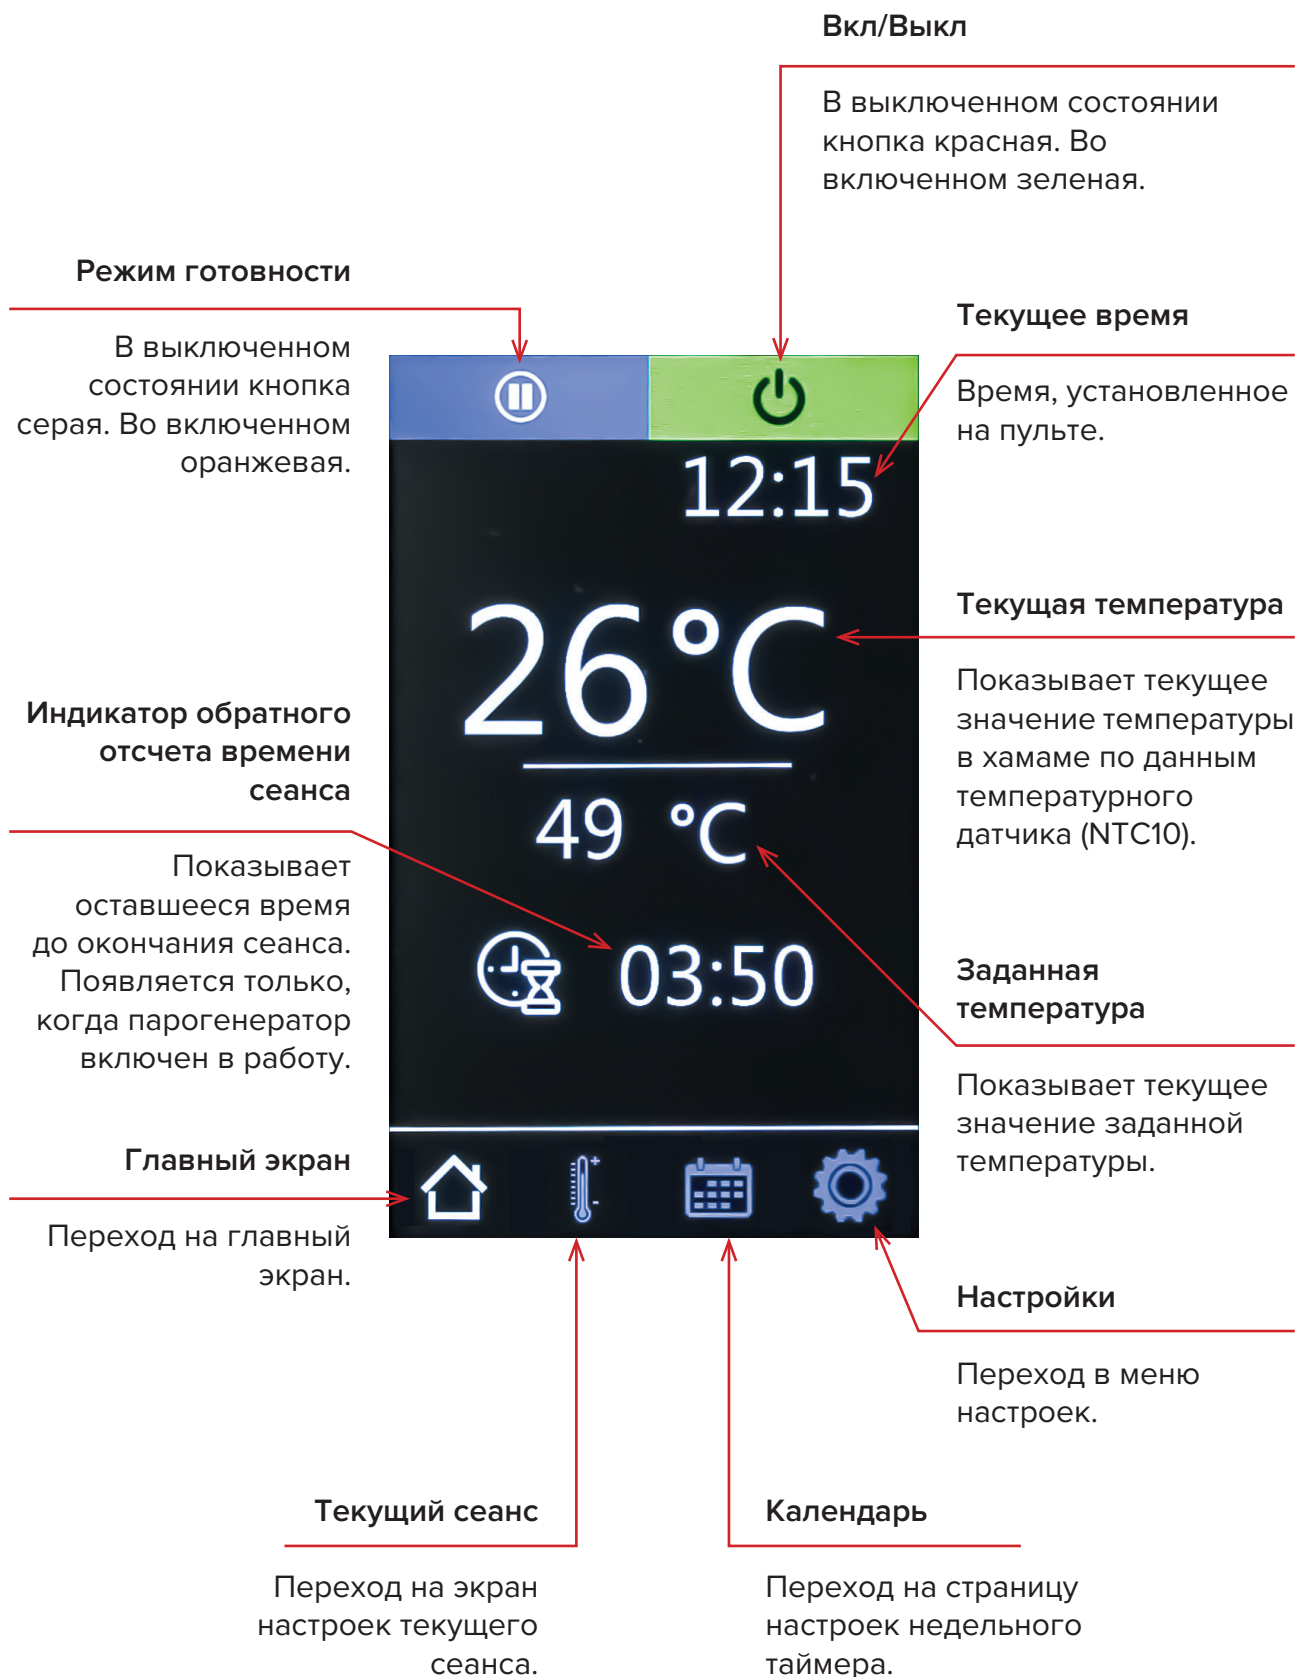 Вкл/Выкл
В выключенном состоянии
кнопка красная. Во
включенном зеленая.
Режим готовности
В выключенном
состоянии кнопка
серая. Во включенном
оранжевая.
Текущее время
Время, установленное
на пульте.
12:15
Текущая температура
Показывает текущее
значение температуры
в хамаме по данным
температурного
датчика (NTC10).
26 °C
Индикатор обратного
отсчета времени
сеанса
Показывает
оставшееся время
до окончания сеанса.
Появляется только,
когда парогенератор
включен в работу.
49 °C
03:50
Заданная
температура
Показывает текущее
значение заданной
температуры.
Главный экран
Переход на главный
экран.
Настройки
Переход в меню
настроек.
Текущий сеанс
Переход на экран
настроек текущего
сеанса.
Календарь
Переход на страницу
настроек недельного
таймера.